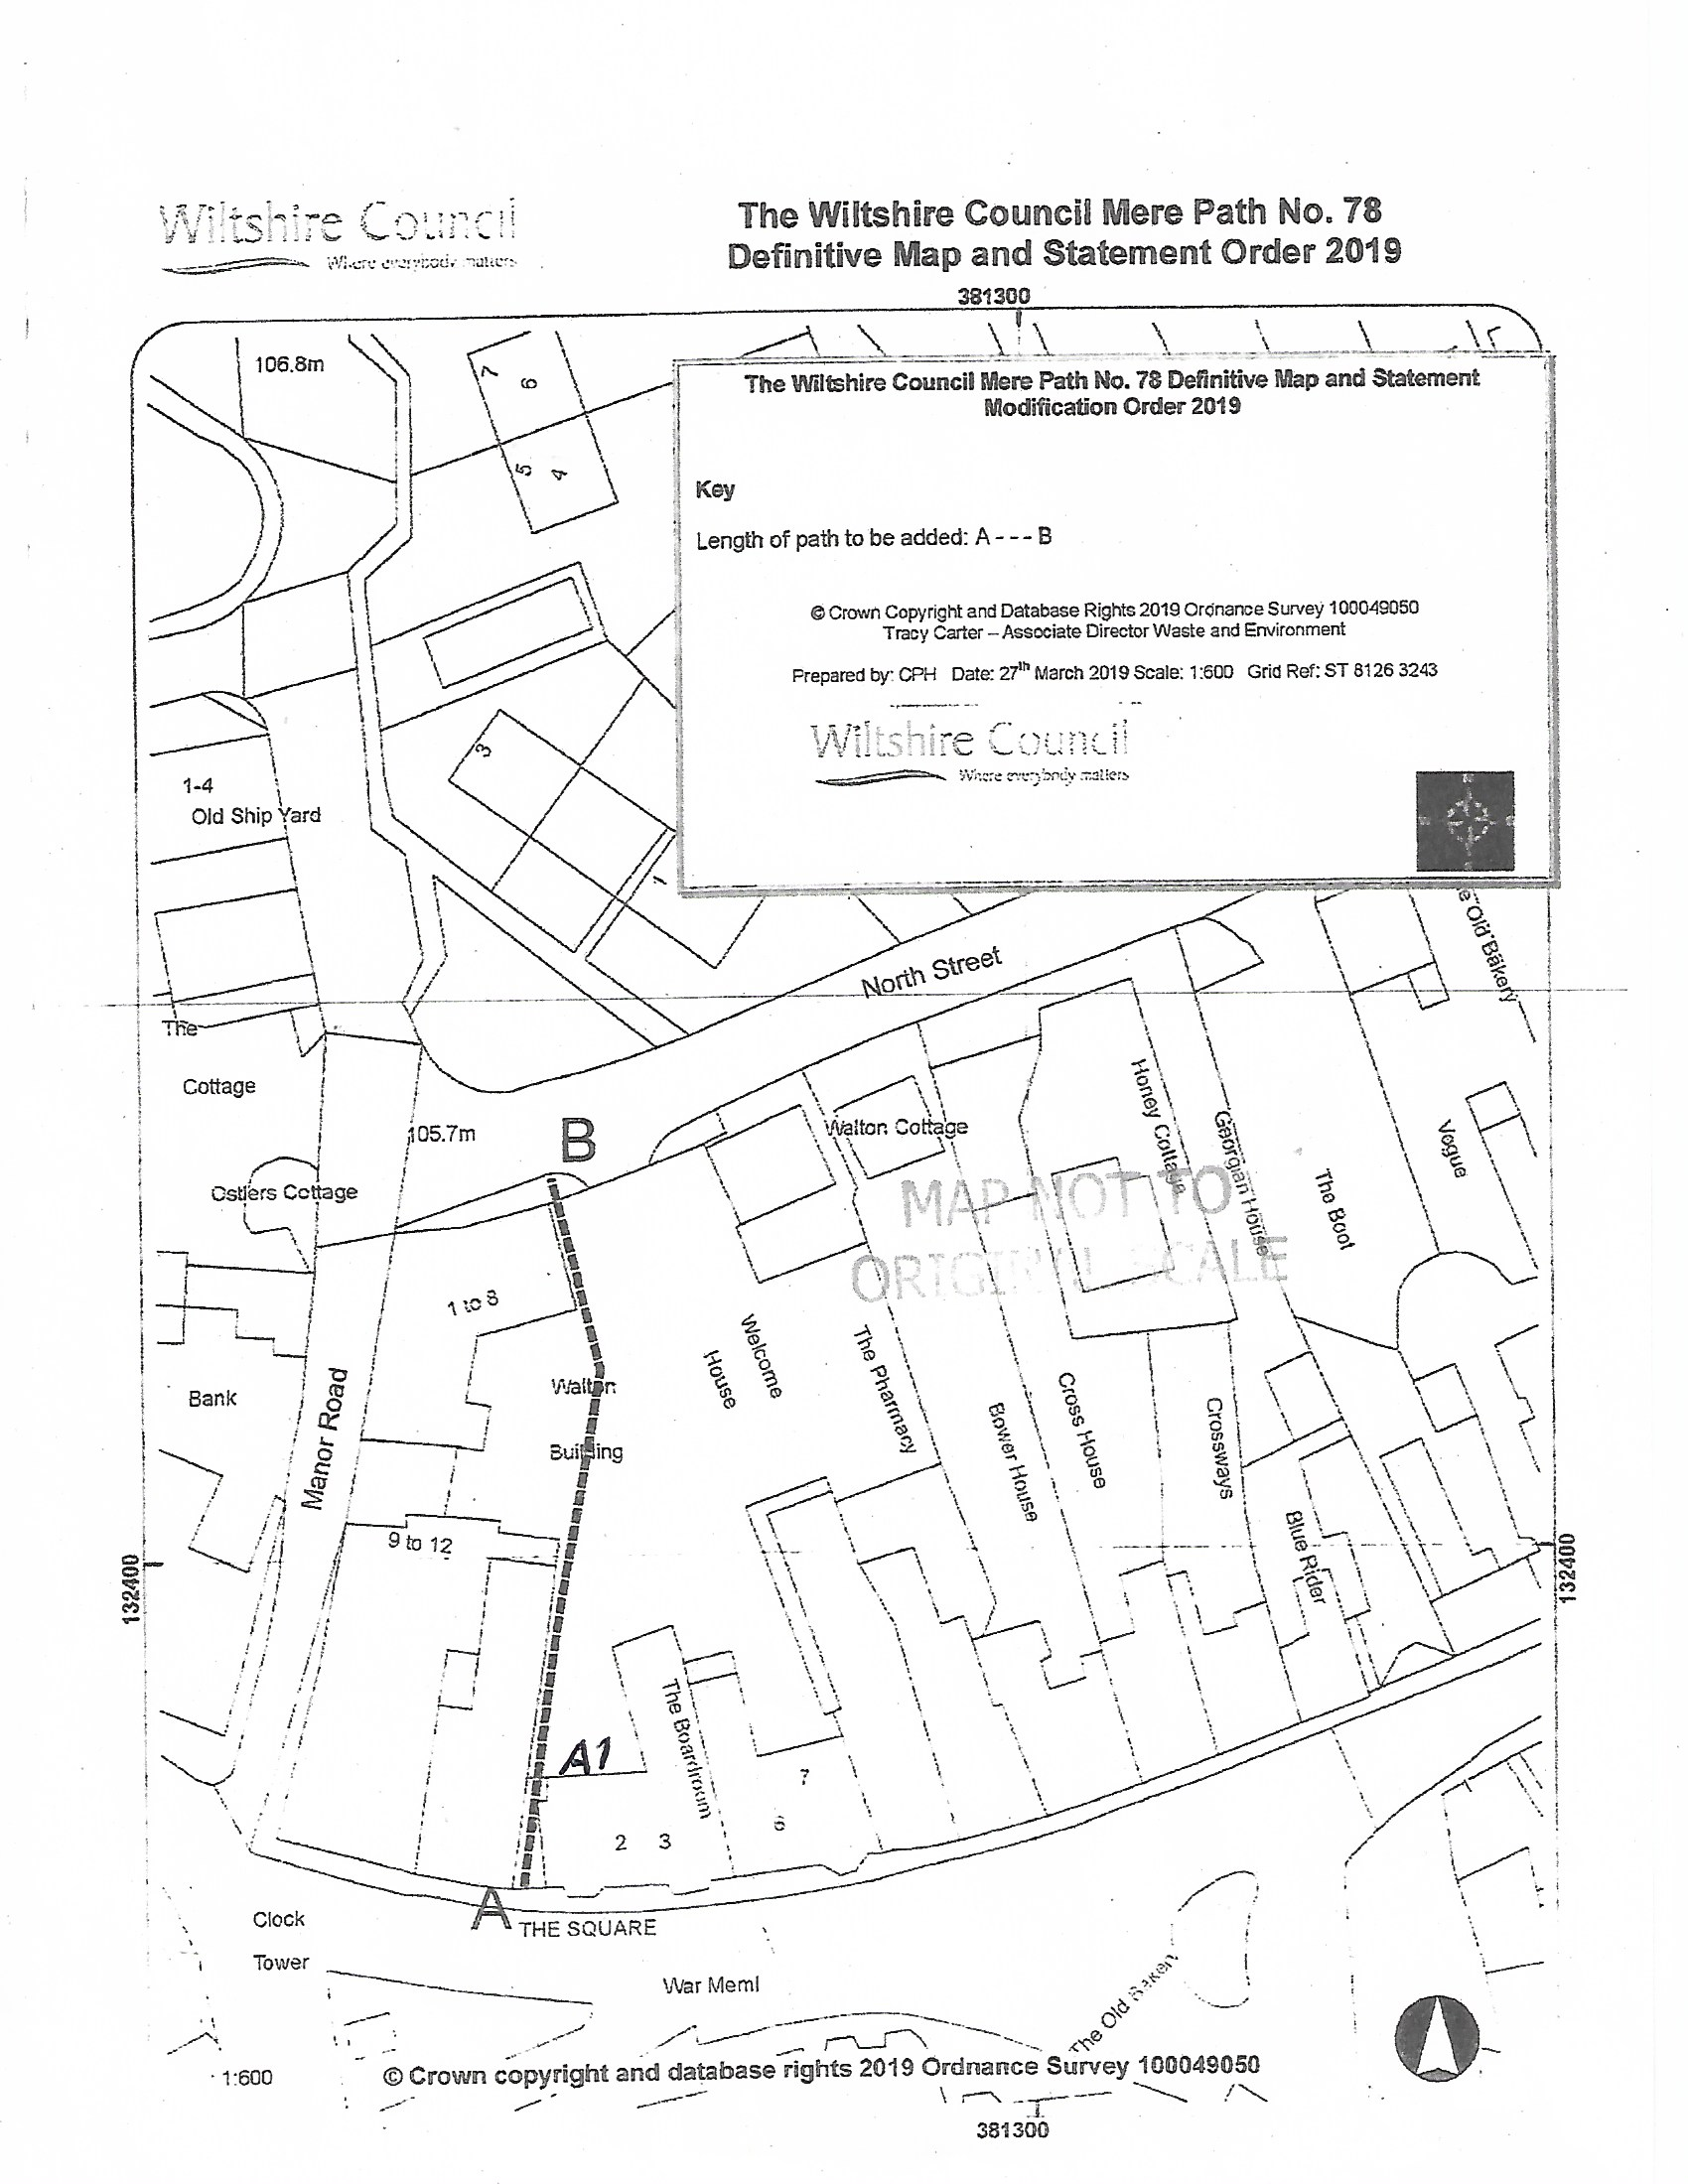 Wiltshire Council
Where everybody matters
The Wiltshire Council Mere Path No. 78
Definitive Map and Statement Order 2019
381300
106.8m
7
6
5
4
The Wiltshire Council Mere Path No. 78 Definitive Map and Statement
Modification Order 2019
Key
Length of path to be added: A - - - B
© Crown Copyright and Database Rights 2019 Ordnance Survey 100049050
Tracy Carter – Associate Director Waste and Environment
Prepared by: CPH Date: 27th March 2019 Scale: 1:600 Grid Ref: ST 8126 3243
Wiltshire Council
Where everybody matters
N
3
1
1-4
Old Ship Yard
North Street
e Old Bakery
The
Cottage
105.7m
B
Walton Cottage
Honey Cottage
Georgian House
The Boot
Vogue
Ostlers Cottage
MAP NOT TO
ORIGINAL SCALE
1 to 8
Walton
Building
Welcome
House
The Pharmacy
Bower House
Cross House
Crossways
Blue Rider
Bank
Manor Road
9 to 12
132400
132400
A1
The Boardroom
7
6
2 3
A
THE SQUARE
Clock
Tower
War Meml
The Old Baken
1:600
© Crown copyright and database rights 2019 Ordnance Survey 100049050
381300